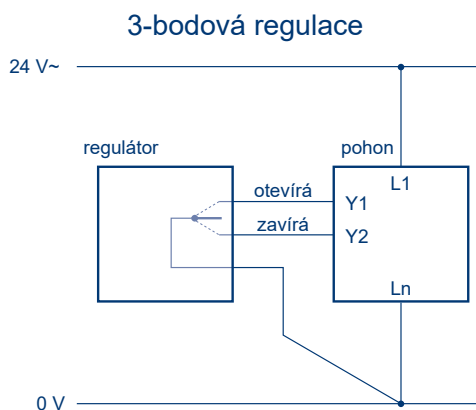 3-bodová regulace
24 V~
regulátor
pohon
L1
otevírá
Y1
zavírá
Y2
Ln
0 V